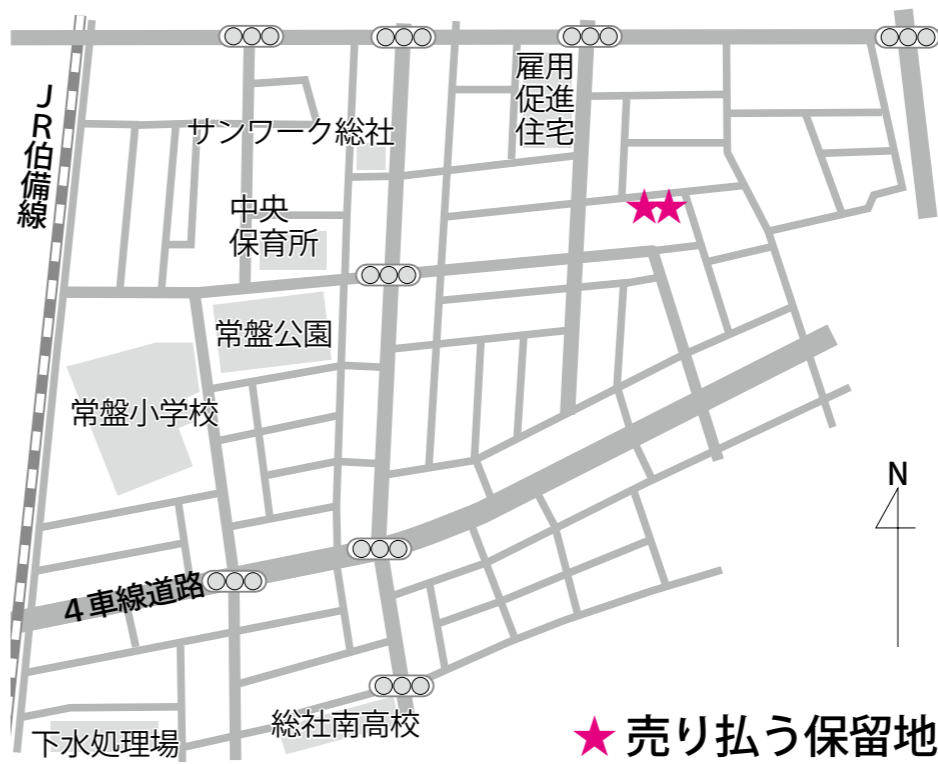 雇用
促進
住宅
JR伯備線
サンワーク総社
中央
保育所
常盤公園
常盤小学校
N
4車線道路
総社南高校
下水処理場
★売り払う保留地